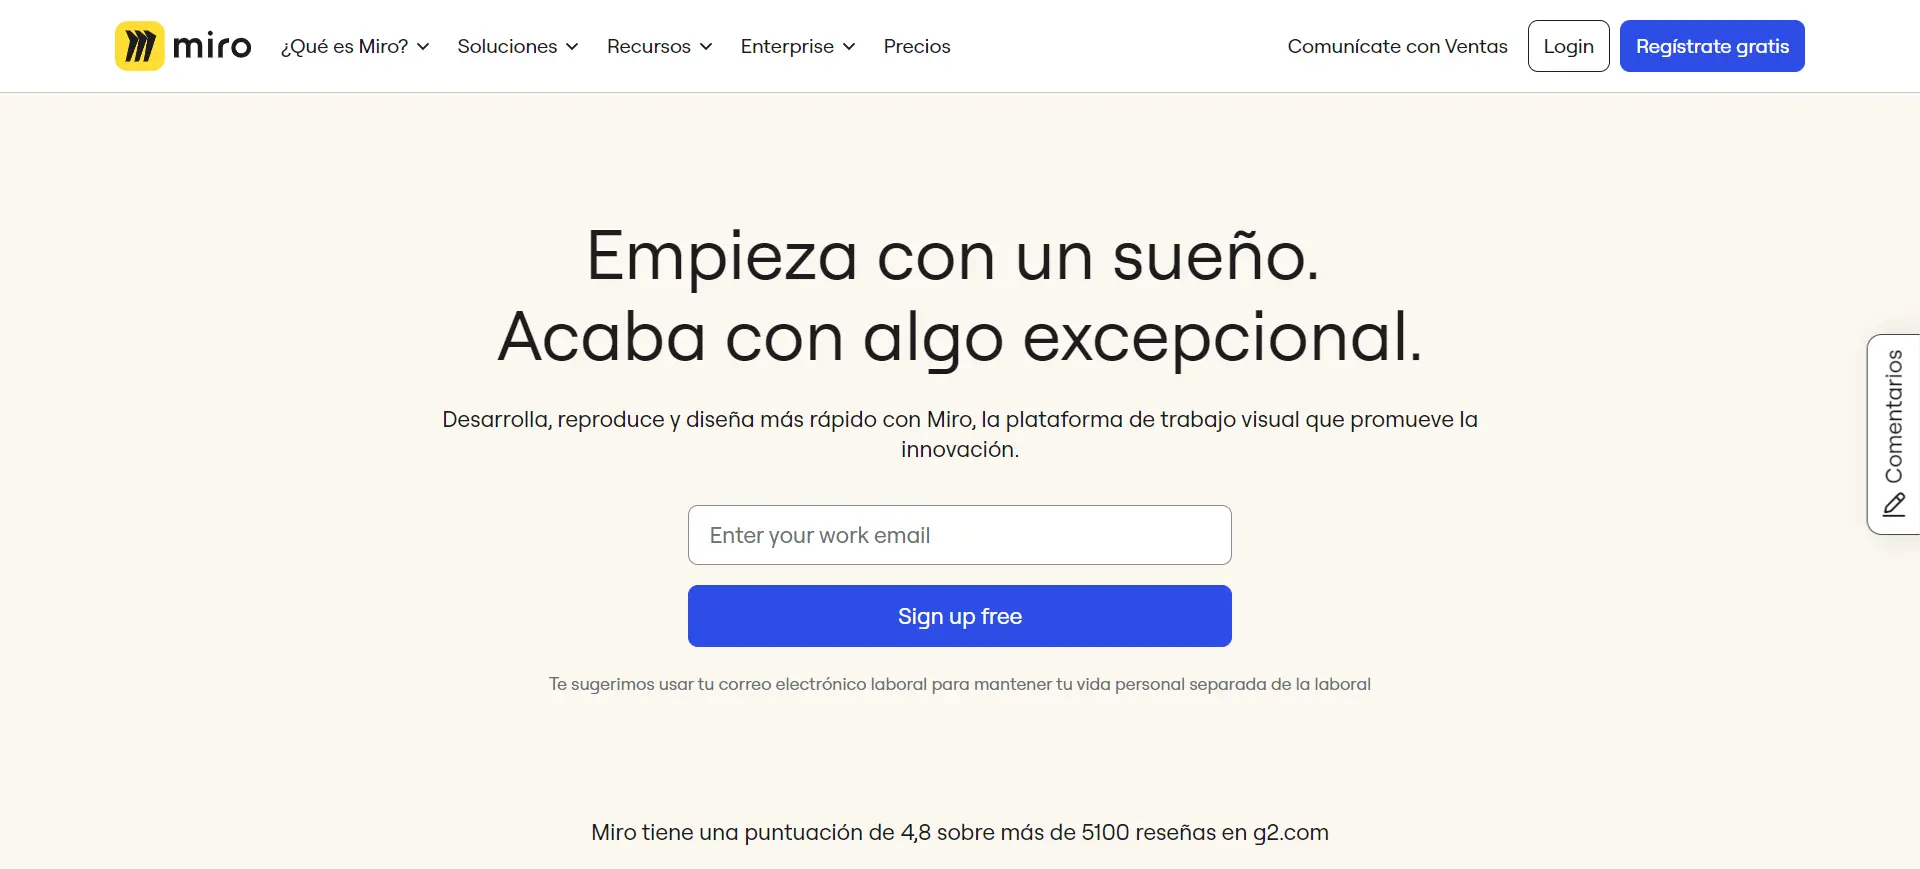 miro
¿Qué es Miro?
Soluciones
Recursos
Enterprise
Precios
Comunícate con Ventas
Login
Regístrate gratis
Empieza con un sueño.
Acaba con algo excepcional.
Desarrolla, reproduce y diseña más rápido con Miro, la plataforma de trabajo visual que promueve la
innovación.
Enter your work email
Sign up free
Te sugerimos usar tu correo electrónico laboral para mantener tu vida personal separada de la laboral
Comentarios
Miro tiene una puntuación de 4,8 sobre más de 5100 reseñas en g2.com